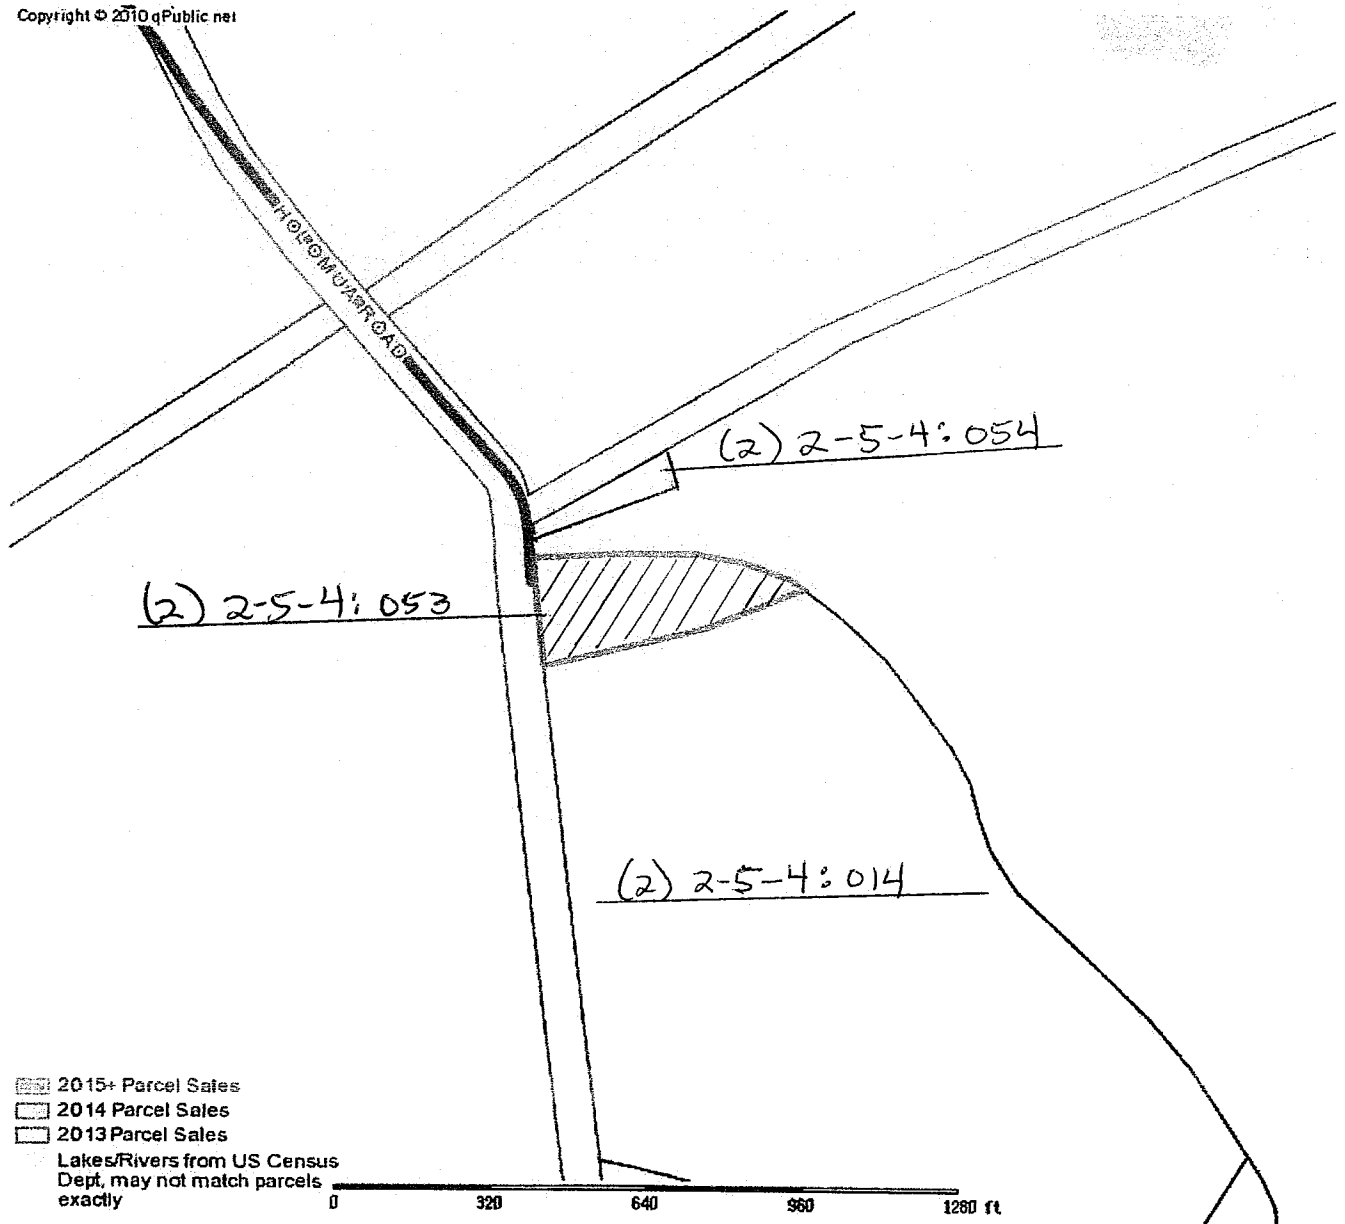 Copyright © 2010 qPublic.net
HOLOMUA ROAD
(2) 2-5-4: 054
(2) 2-5-4: 053
(2) 2-5-4: 014
2015+ Parcel Sales
2014 Parcel Sales
2013 Parcel Sales
Lakes/Rivers from US Census
Dept, may not match parcels
exactly
0 320 640 960 1280 ft